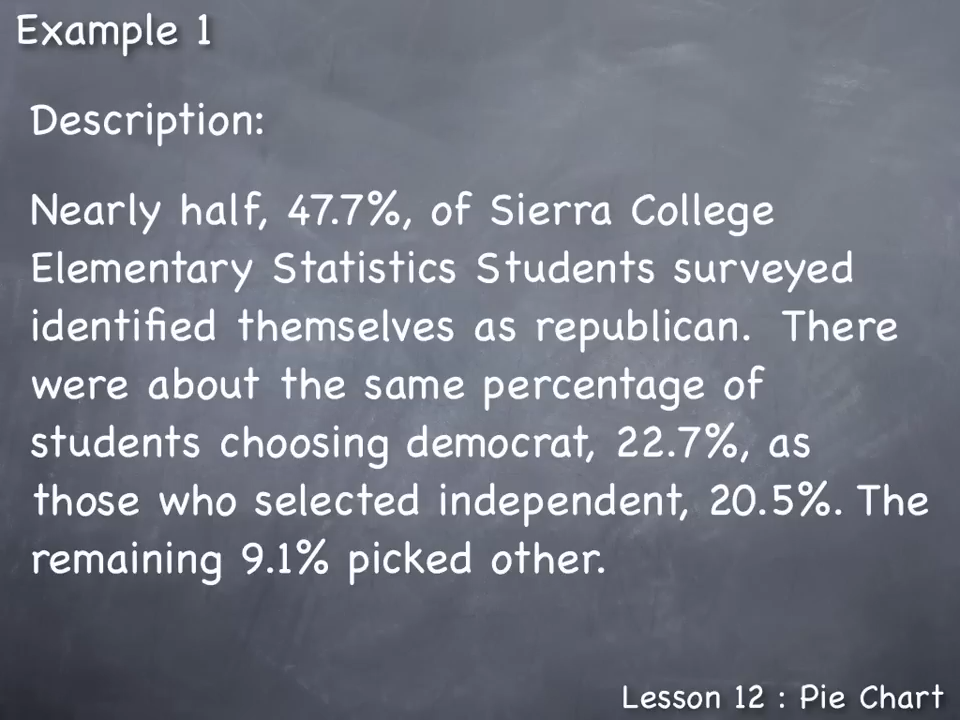 Example 1
Description:
Nearly half, 47.7%, of Sierra College
Elementary Statistics Students surveyed
identified themselves as republican.  There
were about the same percentage of
students choosing democrat, 22.7%, as
those who selected independent, 20.5%. The
remaining 9.1% picked other.
Lesson 12 : Pie Chart